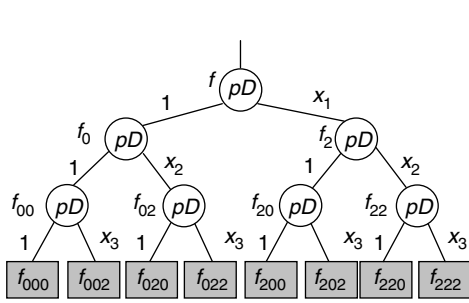 f pD
1 x₁
f₀ pD f₂ pD
1 x₂ 1 x₂
f₀₀ pD f₀₂ pD f₂₀ pD f₂₂ pD
1 x₃ 1 x₃ 1 x₃ 1 x₃
f₀₀₀ f₀₀₂ f₀₂₀ f₀₂₂ f₂₀₀ f₂₀₂ f₂₂₀ f₂₂₂